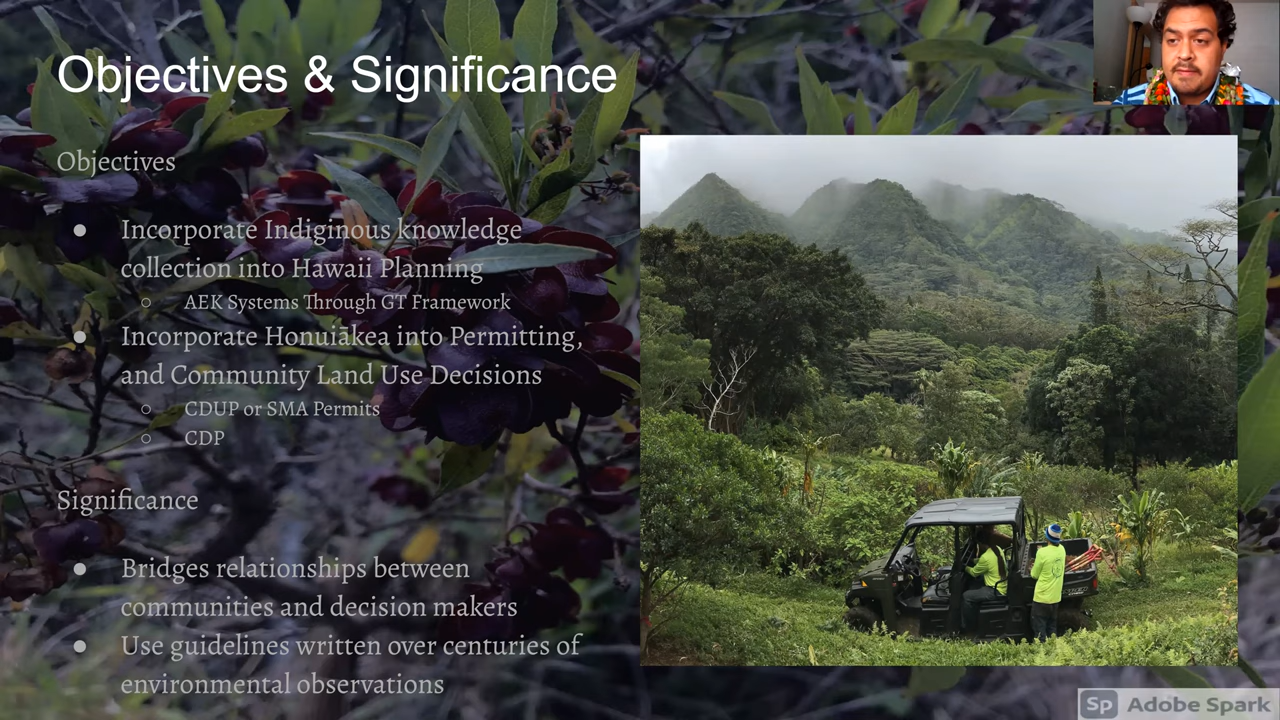 Objectives & Significance
Objectives
● Incorporate Indiginous knowledge
collection into Hawaii Planning
○ AEK Systems Through GT Framework
● Incorporate Honuiākea into Permitting,
and Community Land Use Decisions
○ CDUP or SMA Permits
○ CDP
Significance
● Bridges relationships between
communities and decision makers
● Use guidelines written over centuries of
environmental observations
Sp Adobe Spark